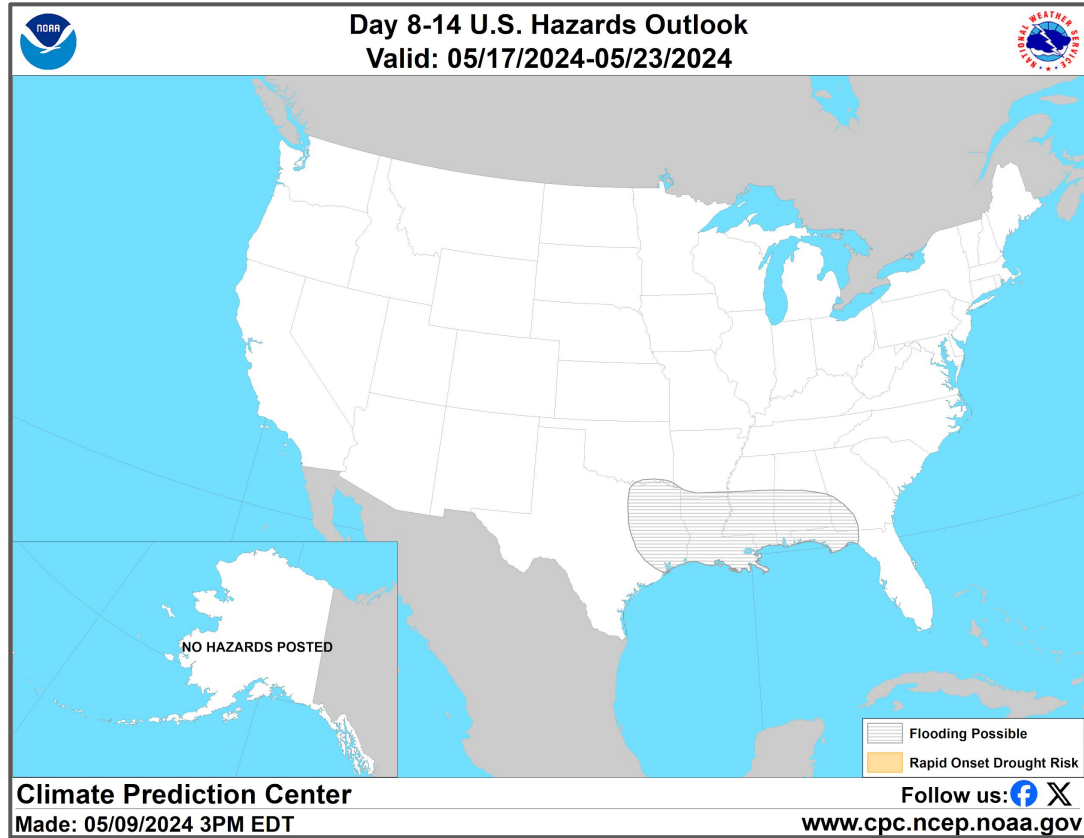 NOAA
Day 8-14 U.S. Hazards Outlook
Valid: 05/17/2024-05/23/2024
NATIONAL WEATHER SERVICE
NO HAZARDS POSTED
Flooding Possible
Rapid Onset Drought Risk
Climate Prediction Center
Follow us:
Made: 05/09/2024 3PM EDT
www.cpc.ncep.noaa.gov